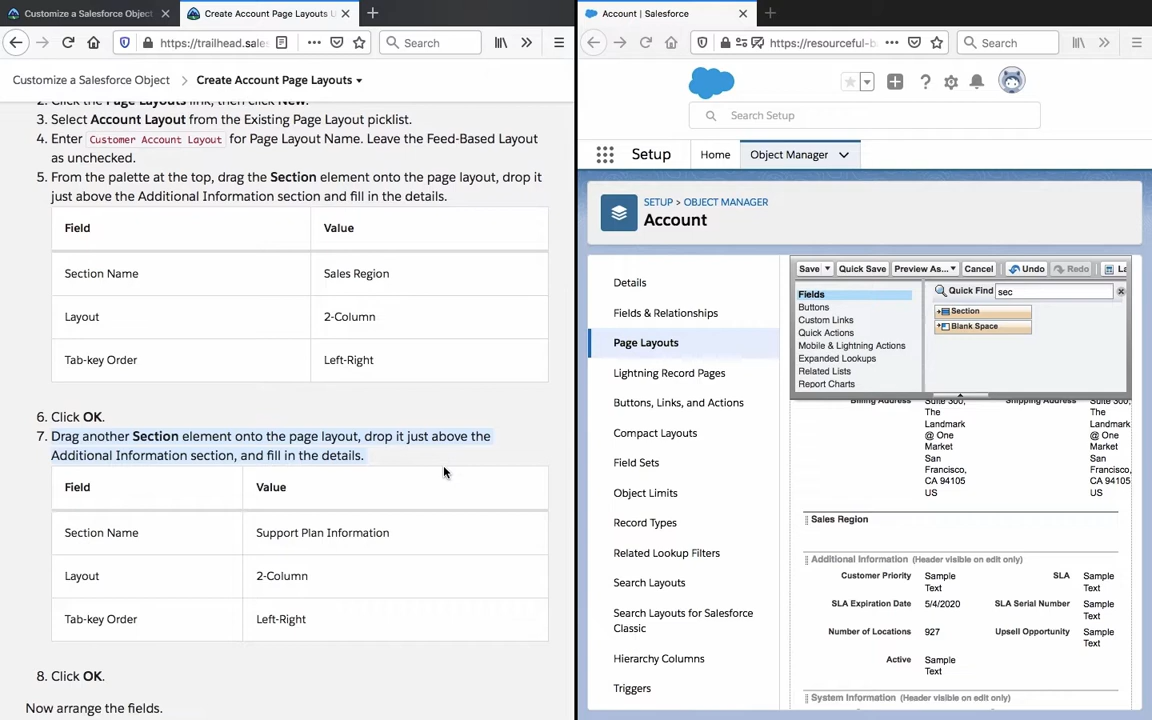 Customize a Salesforce Object
Create Account Page Layouts U
https://trailhead.sale
Search
Customize a Salesforce Object
Create Account Page Layouts
2. Click the Page Layouts link, then click New.
3. Select Account Layout from the Existing Page Layout picklist.
4. Enter Customer Account Layout for Page Layout Name. Leave the Feed-Based Layout
as unchecked.
5. From the palette at the top, drag the Section element onto the page layout, drop it
just above the Additional Information section and fill in the details.
Field Value
Section Name Sales Region
Layout 2-Column
Tab-key Order Left-Right
6. Click OK.
7. Drag another Section element onto the page layout, drop it just above the
Additional Information section, and fill in the details.
Field Value
Section Name Support Plan Information
Layout 2-Column
Tab-key Order Left-Right
8. Click OK.
Now arrange the fields.
Account | Salesforce
https://resourceful-b
Search
Search Setup
Setup Home Object Manager
SETUP > OBJECT MANAGER
Account
Details
Fields & Relationships
Page Layouts
Lightning Record Pages
Buttons, Links, and Actions
Compact Layouts
Field Sets
Object Limits
Record Types
Related Lookup Filters
Search Layouts
Search Layouts for Salesforce
Classic
Hierarchy Columns
Triggers
Save Quick Save Preview As... Cancel Undo Redo La
Fields
Buttons
Custom Links
Quick Actions
Mobile & Lightning Actions
Expanded Lookups
Related Lists
Report Charts
Quick Find sec
Section
Blank Space
Billing Address Suite 300, Shipping Address Suite 300,
The The
Landmark Landmark
@ One @ One
Market Market
San San
Francisco, Francisco,
CA 94105 CA 94105
US US
Sales Region
Additional Information (Header visible on edit only)
Customer Priority Sample Text SLA Sample Text
SLA Expiration Date 5/4/2020 SLA Serial Number Sample Text
Number of Locations 927 Upsell Opportunity Sample Text
Active Sample Text
System Information (Header visible on edit only)